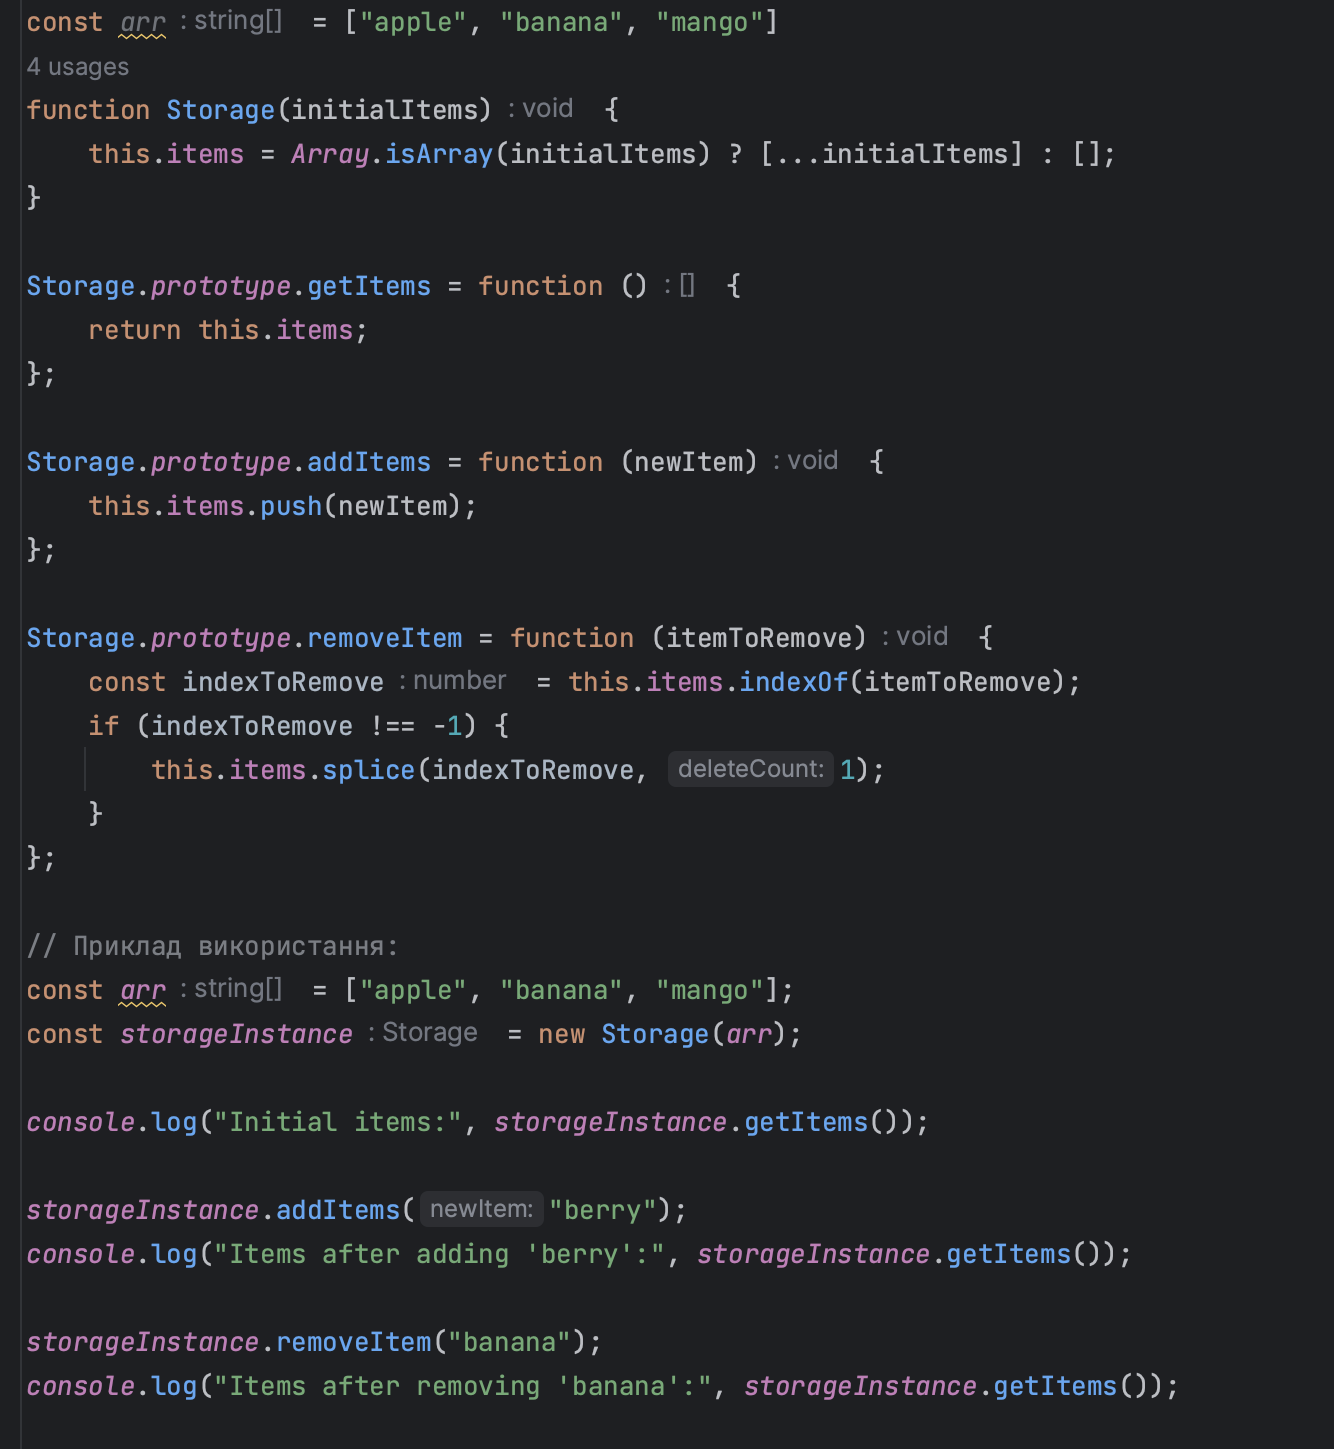 const arr : string[] = ["apple", "banana", "mango"]
4 usages
function Storage(initialItems) : void {
    this.items = Array.isArray(initialItems) ? [...initialItems] : [];
}

Storage.prototype.getItems = function () : [] {
    return this.items;
};

Storage.prototype.addItems = function (newItem) : void {
    this.items.push(newItem);
};

Storage.prototype.removeItem = function (itemToRemove) : void {
    const indexToRemove : number = this.items.indexOf(itemToRemove);
    if (indexToRemove !== -1) {
        this.items.splice(indexToRemove, deleteCount: 1);
    }
};

// Приклад використання:
const arr : string[] = ["apple", "banana", "mango"];
const storageInstance : Storage = new Storage(arr);

console.log("Initial items:", storageInstance.getItems());

storageInstance.addItems( newItem: "berry");
console.log("Items after adding 'berry':", storageInstance.getItems());

storageInstance.removeItem("banana");
console.log("Items after removing 'banana':", storageInstance.getItems());